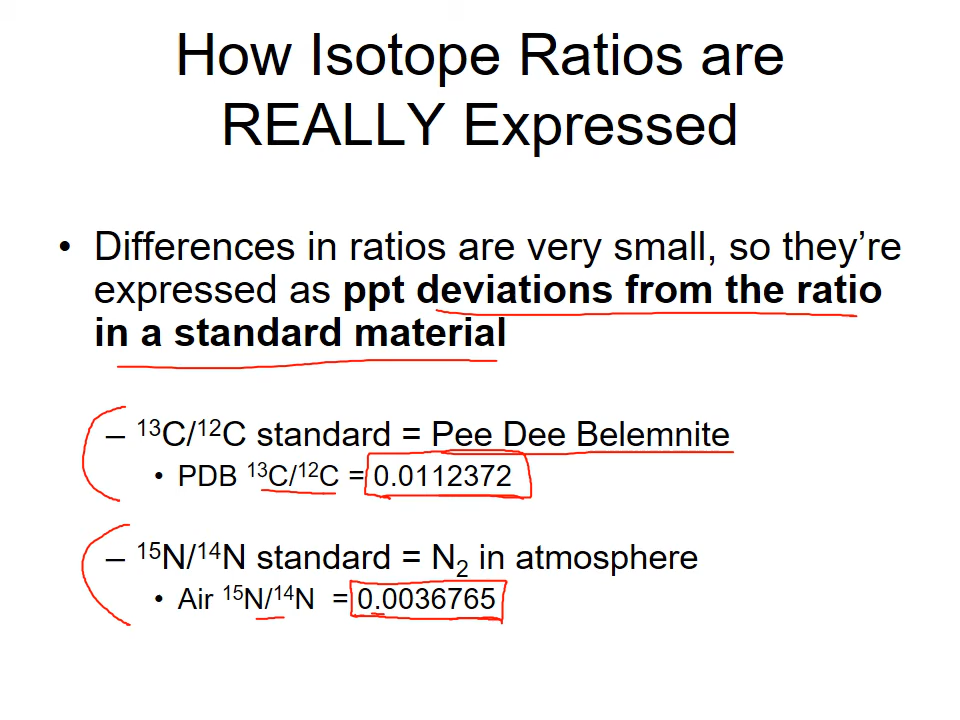 How Isotope Ratios are
REALLY Expressed
• Differences in ratios are very small, so they’re
expressed as ppt deviations from the ratio
in a standard material
– ¹³C/¹²C standard = Pee Dee Belemnite
• PDB ¹³C/¹²C = 0.0112372
– ¹⁵N/¹⁴N standard = N₂ in atmosphere
• Air ¹⁵N/¹⁴N = 0.0036765